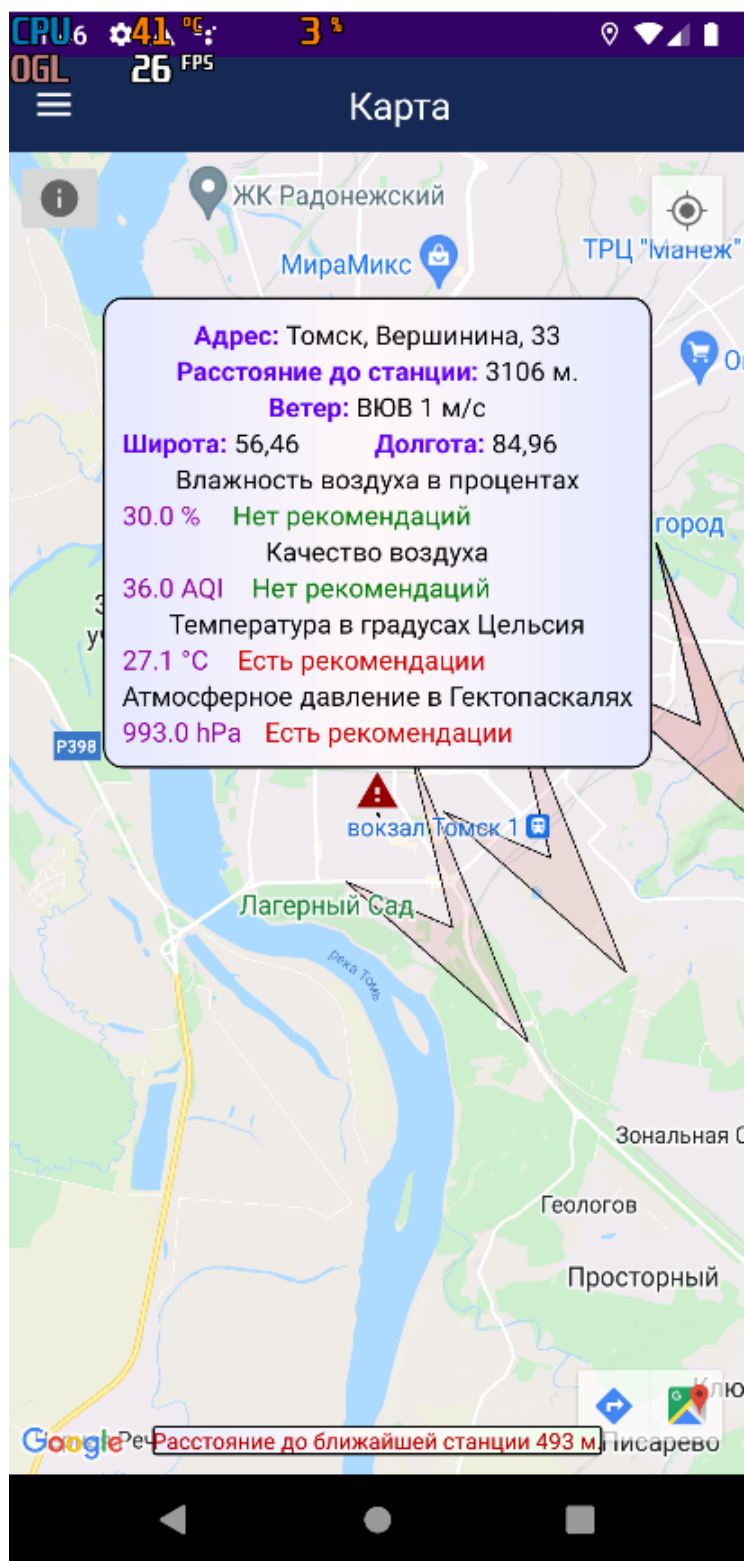 CPU 41 °C 3 %
OGL 26 FPS
Карта
ЖК Радонежский
ТРЦ "Манеж"
МираМикс
Адрес: Томск, Вершинина, 33
Расстояние до станции: 3106 м.
Ветер: ВЮВ 1 м/с
Широта: 56,46 Долгота: 84,96
Влажность воздуха в процентах
30.0 % Нет рекомендаций
город
Качество воздуха
36.0 AQI Нет рекомендаций
Температура в градусах Цельсия
27.1 °C Есть рекомендации
Атмосферное давление в Гектопаскалях
993.0 hPa Есть рекомендации
P398
вокзал Томск 1
Лагерный Сад
река Томь
Зональная С
Геологов
Просторный
Клю
Google
Расстояние до ближайшей станции 493 м.
Писарево